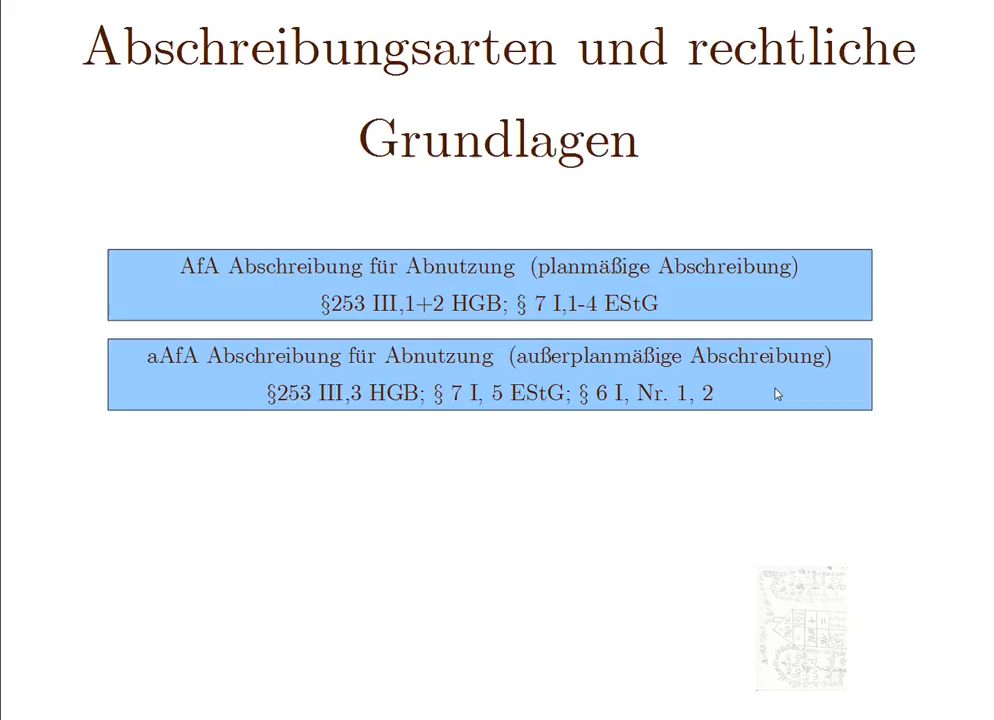 Abschreibungsarten und rechtliche
Grundlagen
AfA Abschreibung für Abnutzung (planmäßige Abschreibung)
§253 III,1+2 HGB; § 7 I,1-4 EStG
aAfA Abschreibung für Abnutzung (außerplanmäßige Abschreibung)
§253 III,3 HGB; § 7 I, 5 EStG; § 6 I, Nr. 1, 2